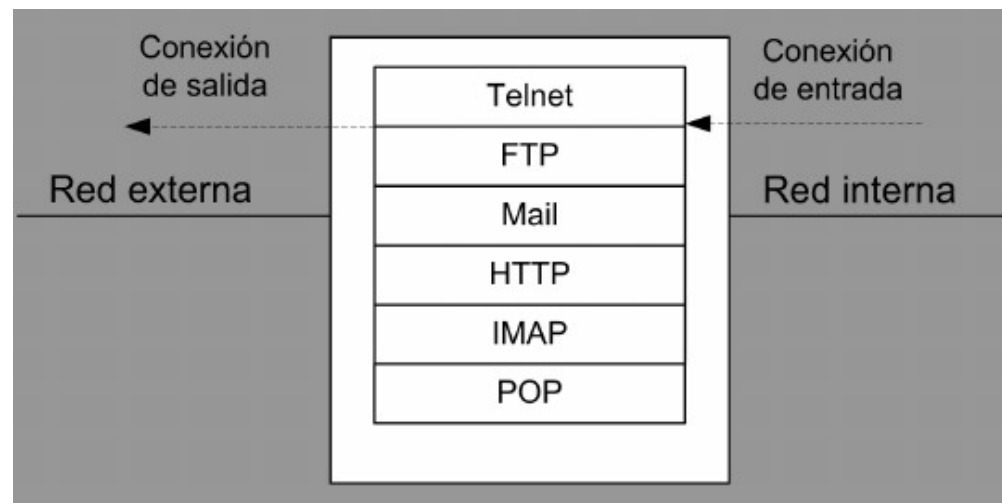 Conexión
de salida
Conexión
de entrada
Red externa
Red interna
Telnet
FTP
Mail
HTTP
IMAP
POP